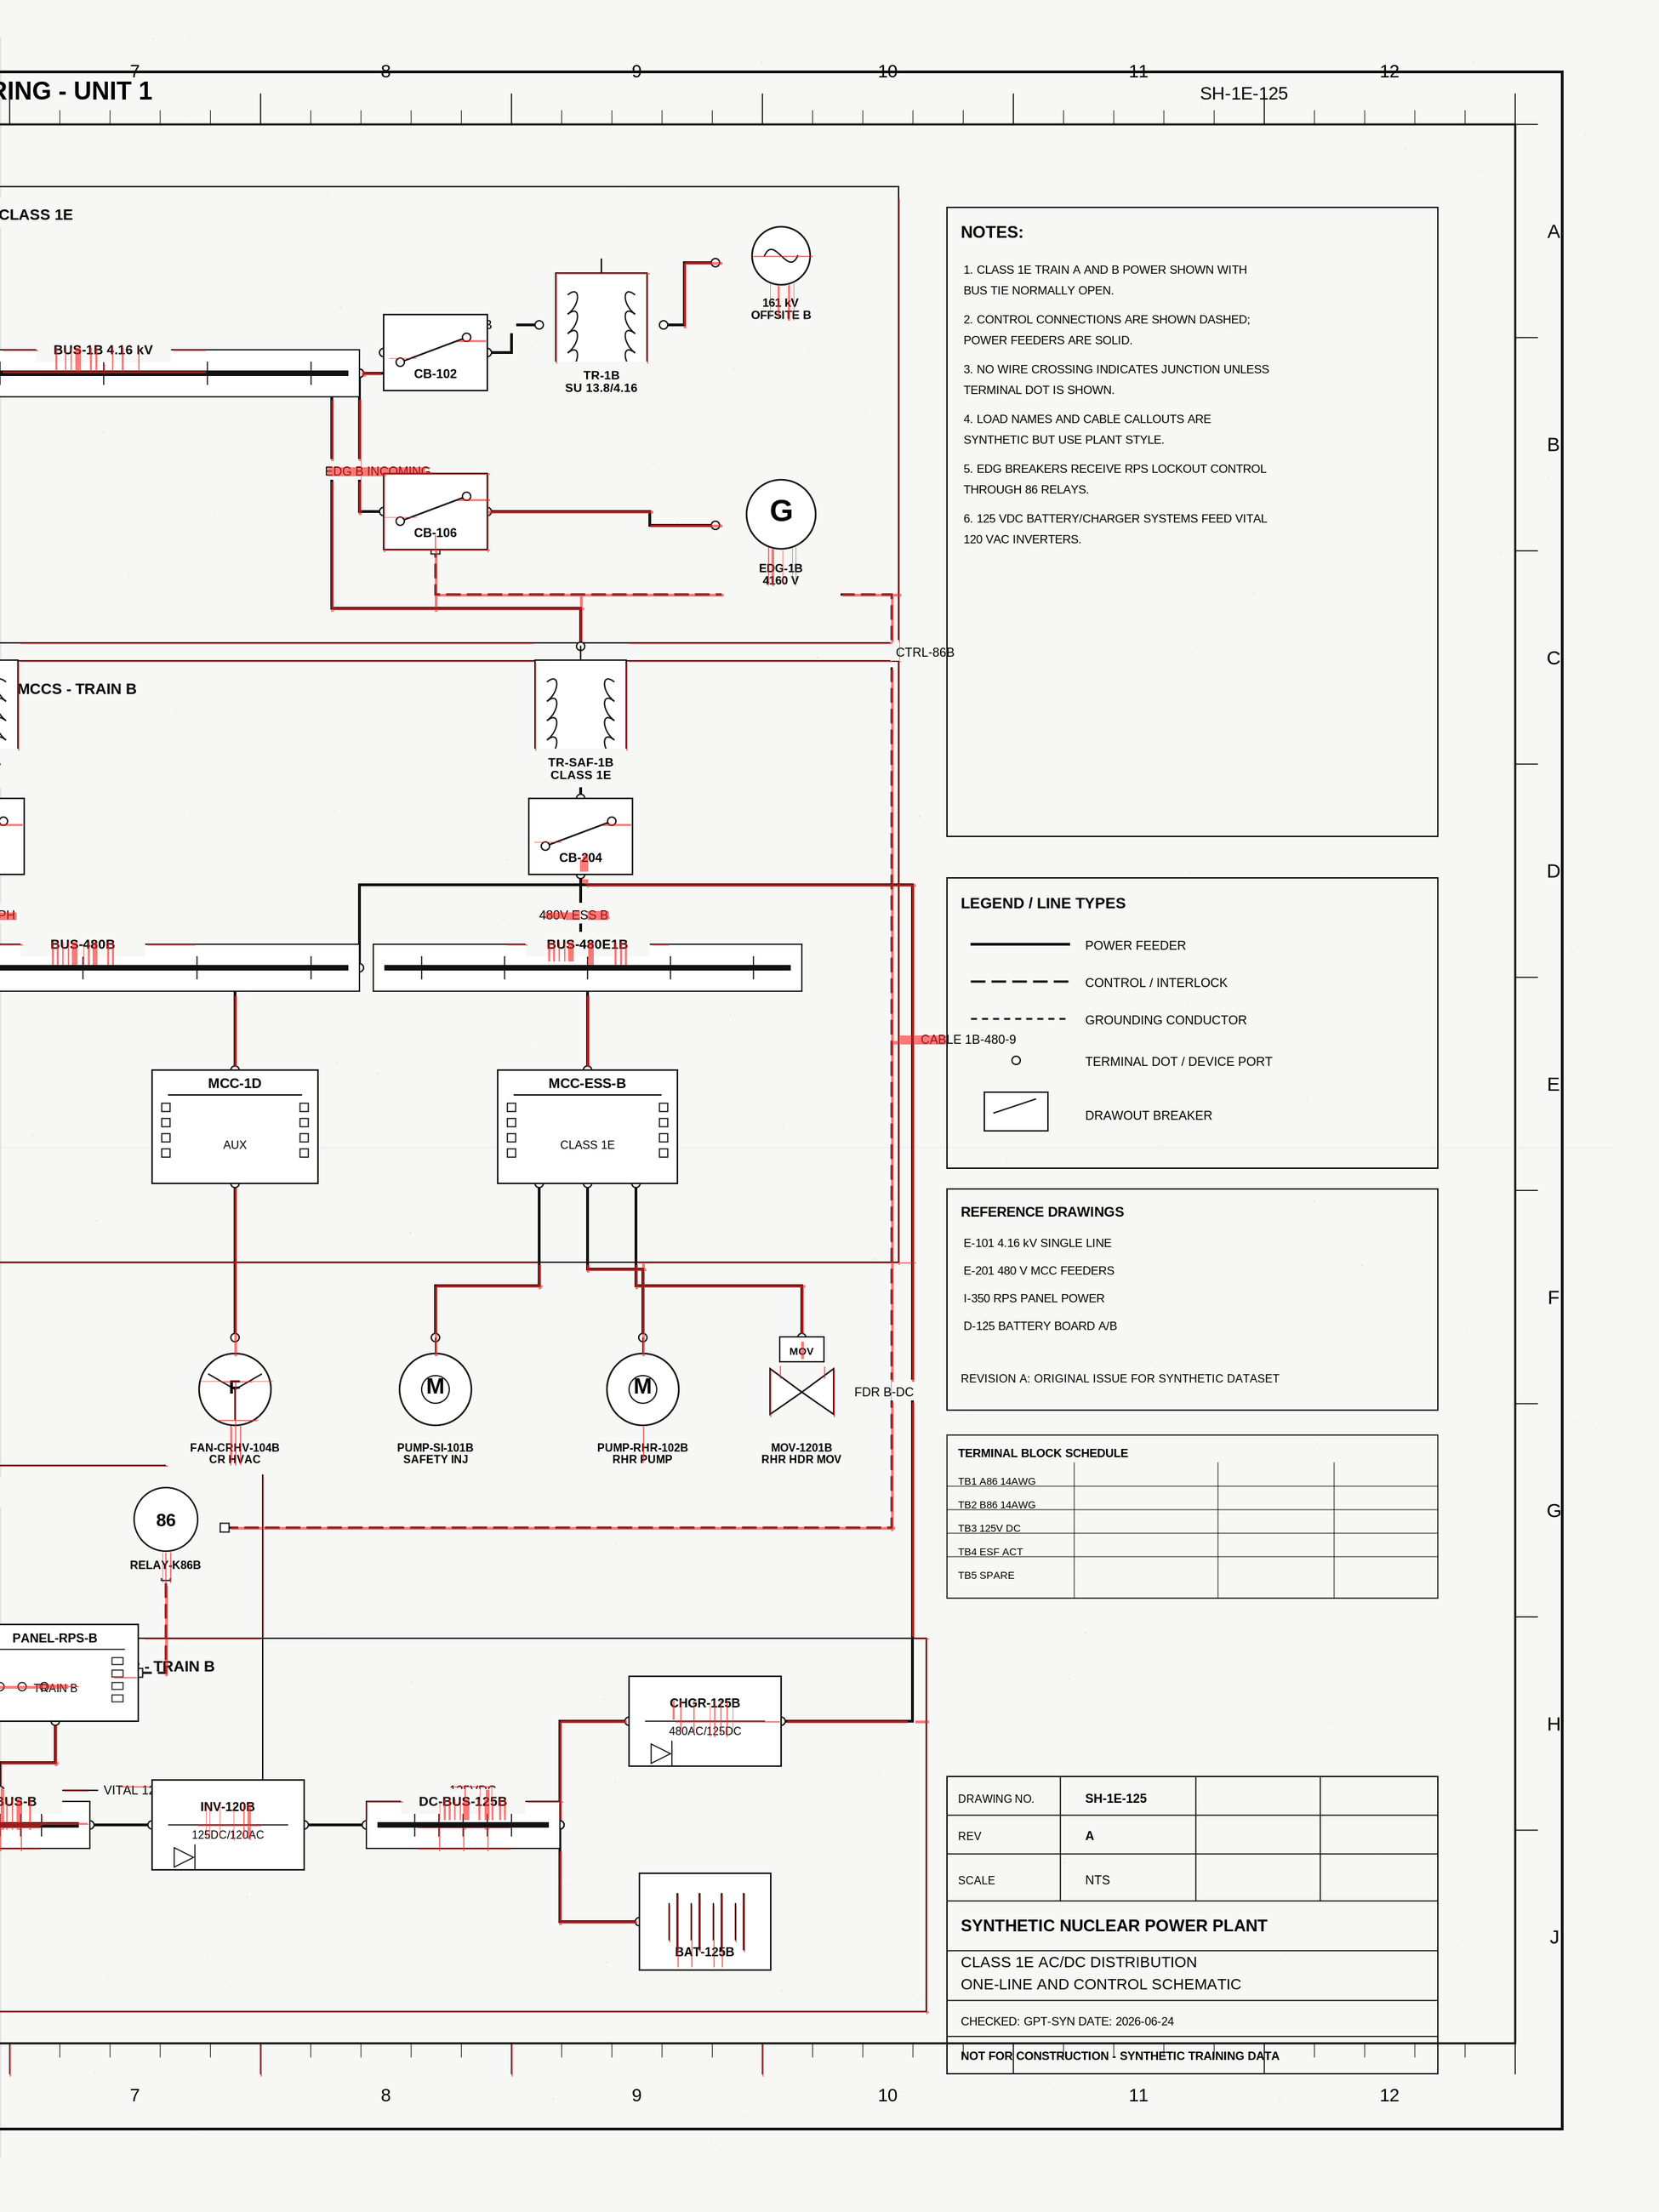 7 8 9 10 11 12
RING - UNIT 1
SH-1E-125
CLASS 1E
161 kV
OFFSITE B
BUS-1B 4.16 kV
B
CB-102
TR-1B
SU 13.8/4.16
EDG B INCOMING
CB-106
G
EDG-1B
4160 V
CTRL-86B
MCCS - TRAIN B
TR-SAF-1B
CLASS 1E
CB-204
PH
480V ESS B
BUS-480B
BUS-480E1B
CABLE 1B-480-9
MCC-1D
AUX
MCC-ESS-B
CLASS 1E
F
M
M
MOV
FDR B-DC
FAN-CRHV-104B
CR HVAC
PUMP-SI-101B
SAFETY INJ
PUMP-RHR-102B
RHR PUMP
MOV-1201B
RHR HDR MOV
86
RELAY-K86B
PANEL-RPS-B
TRAIN B
- TRAIN B
CHGR-125B
480AC/125DC
BUS-B
VITAL 12
INV-120B
125DC/120AC
125VDC
DC-BUS-125B
BAT-125B
NOTES:
1. CLASS 1E TRAIN A AND B POWER SHOWN WITH
BUS TIE NORMALLY OPEN.
2. CONTROL CONNECTIONS ARE SHOWN DASHED;
POWER FEEDERS ARE SOLID.
3. NO WIRE CROSSING INDICATES JUNCTION UNLESS
TERMINAL DOT IS SHOWN.
4. LOAD NAMES AND CABLE CALLOUTS ARE
SYNTHETIC BUT USE PLANT STYLE.
5. EDG BREAKERS RECEIVE RPS LOCKOUT CONTROL
THROUGH 86 RELAYS.
6. 125 VDC BATTERY/CHARGER SYSTEMS FEED VITAL
120 VAC INVERTERS.
LEGEND / LINE TYPES
POWER FEEDER
CONTROL / INTERLOCK
GROUNDING CONDUCTOR
TERMINAL DOT / DEVICE PORT
DRAWOUT BREAKER
REFERENCE DRAWINGS
E-101 4.16 kV SINGLE LINE
E-201 480 V MCC FEEDERS
I-350 RPS PANEL POWER
D-125 BATTERY BOARD A/B
REVISION A: ORIGINAL ISSUE FOR SYNTHETIC DATASET
TERMINAL BLOCK SCHEDULE
TB1 A86 14AWG
TB2 B86 14AWG
TB3 125V DC
TB4 ESF ACT
TB5 SPARE
DRAWING NO. SH-1E-125
REV A
SCALE NTS
SYNTHETIC NUCLEAR POWER PLANT
CLASS 1E AC/DC DISTRIBUTION
ONE-LINE AND CONTROL SCHEMATIC
CHECKED: GPT-SYN DATE: 2026-06-24
NOT FOR CONSTRUCTION - SYNTHETIC TRAINING DATA
A
B
C
D
E
F
G
H
J
7 8 9 10 11 12